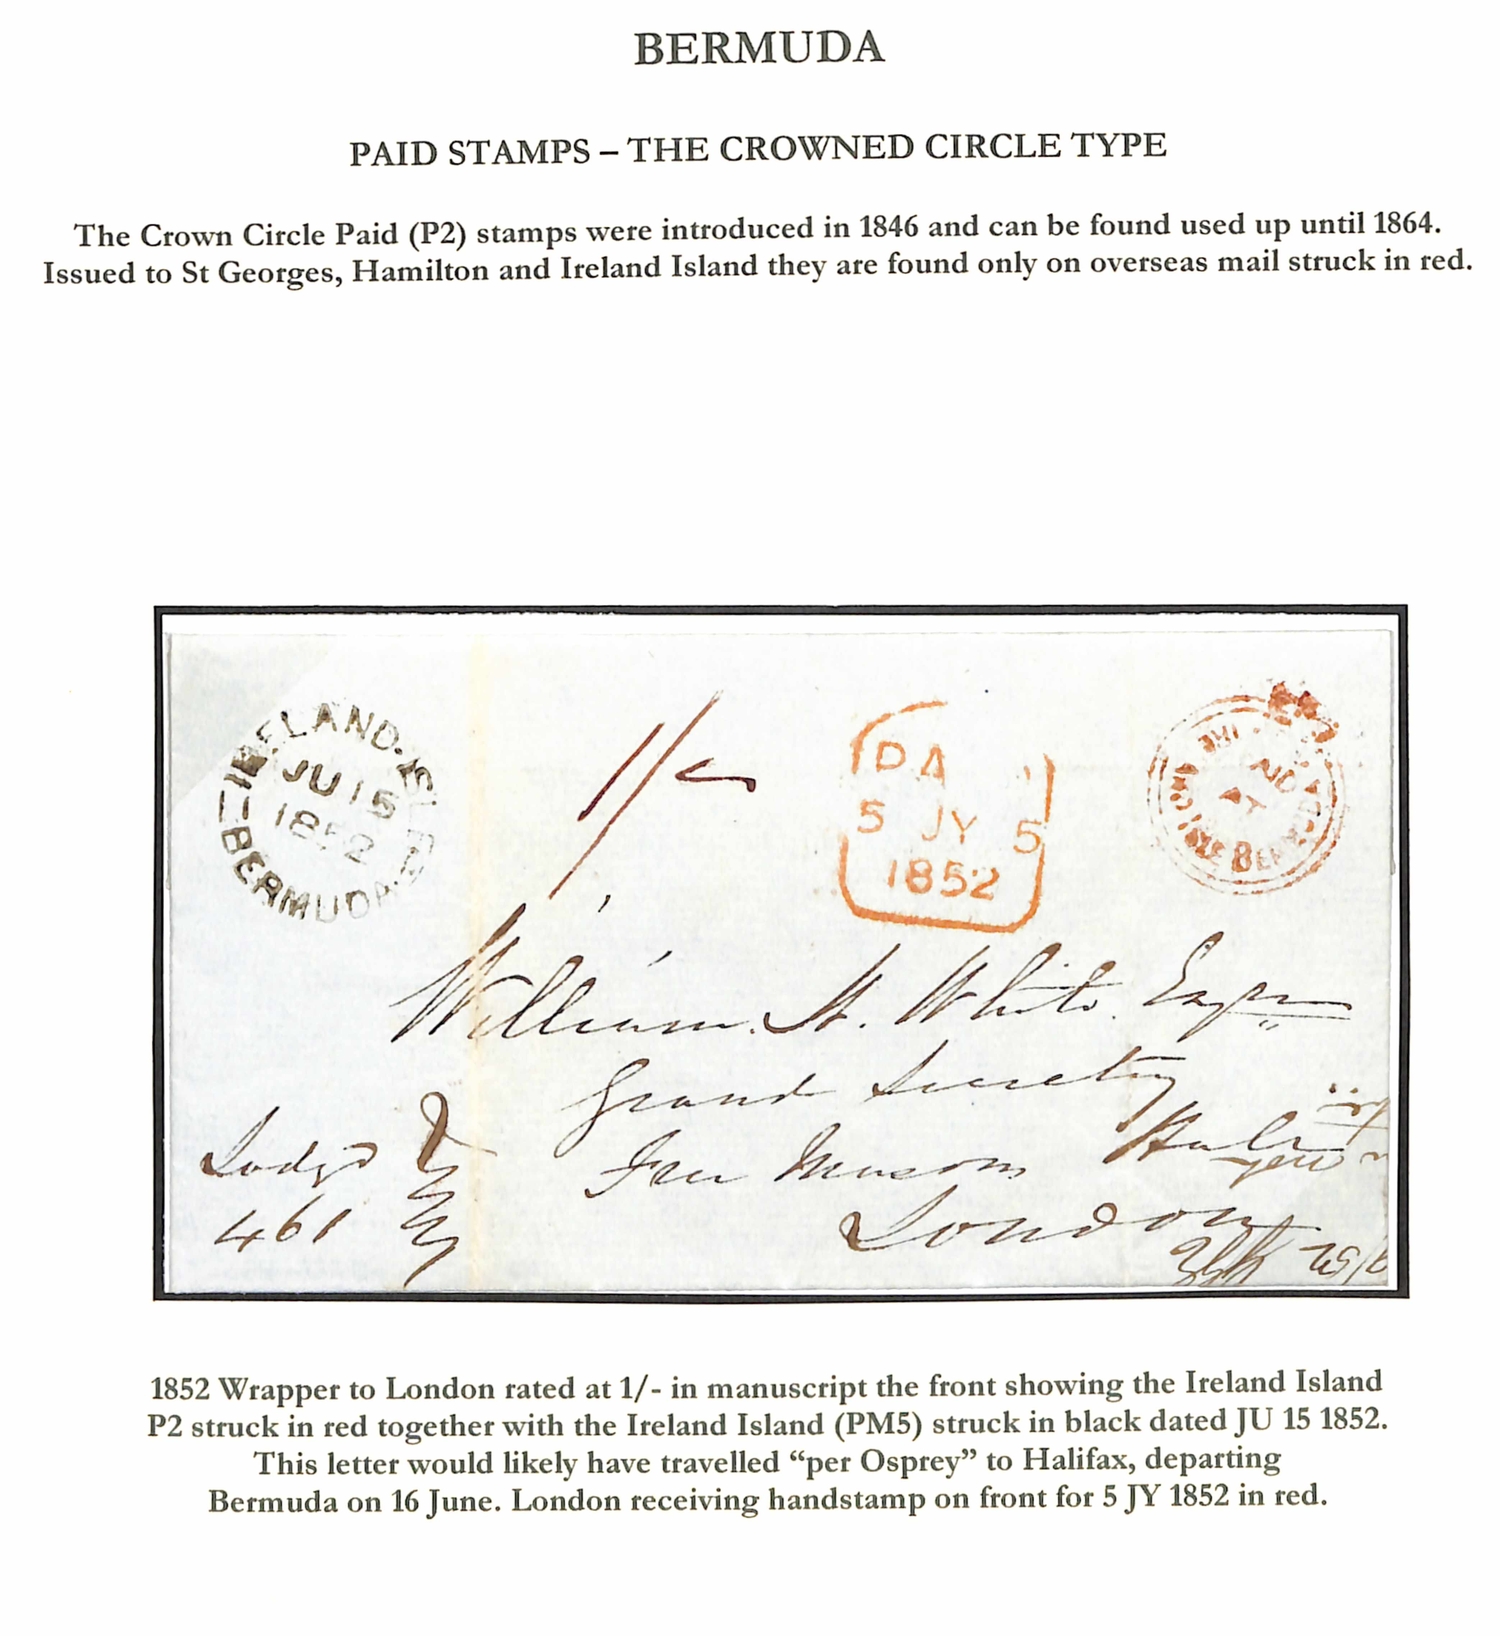 BERMUDA
PAID STAMPS – THE CROWNED CIRCLE TYPE
The Crown Circle Paid (P2) stamps were introduced in 1846 and can be found used up until 1864.
Issued to St Georges, Hamilton and Ireland Island they are found only on overseas mail struck in red.
IRELAND. ISLE
JU 15
1852
BERMUDA.
1/-
DA
5 JY 5
1852
PAID
AT
ISLE BERMUDA
William. H. White. Esqre
Grand Secretry
Free Masons Hall
London
Lodge
461
1852 Wrapper to London rated at 1/- in manuscript the front showing the Ireland Island
P2 struck in red together with the Ireland Island (PM5) struck in black dated JU 15 1852.
This letter would likely have travelled “per Osprey” to Halifax, departing
Bermuda on 16 June. London receiving handstamp on front for 5 JY 1852 in red.